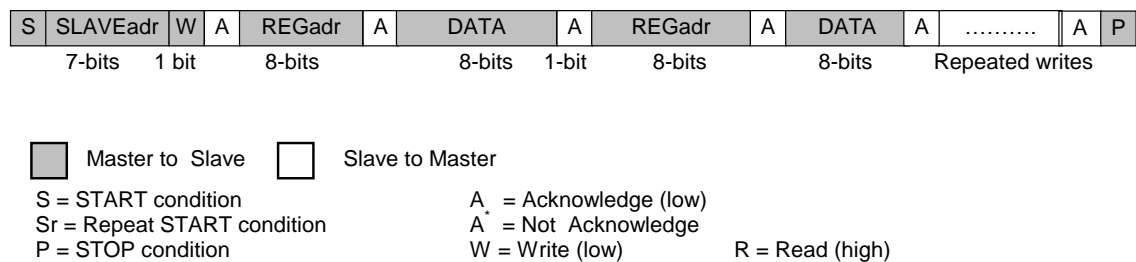 S SLAVEadr W A REGadr A DATA A REGadr A DATA A .......... A P
7-bits 1 bit 8-bits 8-bits 1-bit 8-bits 8-bits Repeated writes
Master to Slave Slave to Master
S = START condition A = Acknowledge (low)
Sr = Repeat START condition A* = Not Acknowledge
P = STOP condition W = Write (low) R = Read (high)